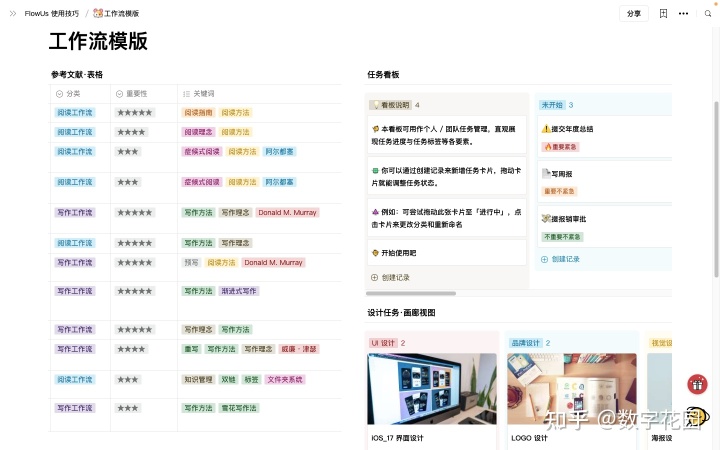 FlowUs 使用技巧 / 工作流模版
分享
工作流模版
参考文献·表格
分类 重要性 关键词
阅读工作流 ★★★★★ 阅读指南 阅读方法
阅读工作流 ★★★★ 阅读理念 阅读方法
阅读工作流 ★★★ 症候式阅读 阅读方法 阿尔都塞
阅读工作流 ★★★ 症候式阅读 阅读方法 阿尔都塞
写作工作流 ★★★★★ 写作方法 写作理念 Donald M. Murray
阅读工作流 ★★★★★ 写作方法 写作理念
写作工作流 ★★★★★ 预写 阅读方法 Donald M. Murray
写作工作流 ★★★★★ 写作方法 渐进式写作
写作工作流 ★★★★★ 写作理念 写作方法
写作工作流 ★★★★ 重写 写作方法 写作理念 威廉·津瑟
阅读工作流 ★★★ 知识管理 双链 标签 文件夹系统
写作工作流 ★★★ 写作方法 雪花写作法
任务看板
看板说明 4
本看板可用作个人 / 团队任务管理，直观展
现任务进度与任务标签等各要素。
你可以通过创建记录来新增任务卡片，拖动卡
片就能调整任务状态。
例如：可尝试拖动此张卡片至「进行中」，点
击卡片来更改分类和重新命名
开始使用吧
创建记录
未开始 3
提交年度总结
重要紧急
写周报
重要不紧急
提报销审批
不重要不紧急
创建记录
设计任务·画廊视图
UI 设计 2
iOS_17 界面设计
品牌设计 2
LOGO 设计
视觉设
海报设
知乎 @数字花园